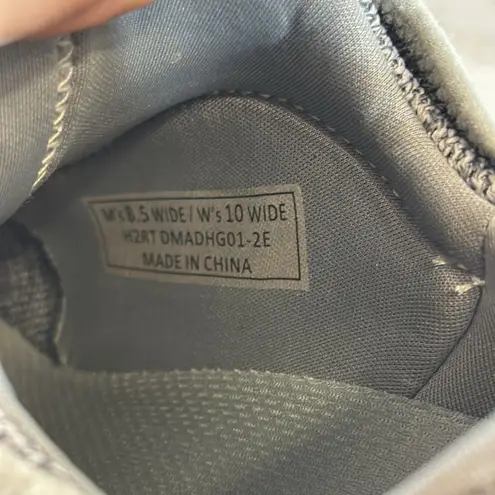 M's 8.5 WIDE / W's 10 WIDE
H2RT DMADHG01-2E
MADE IN CHINA